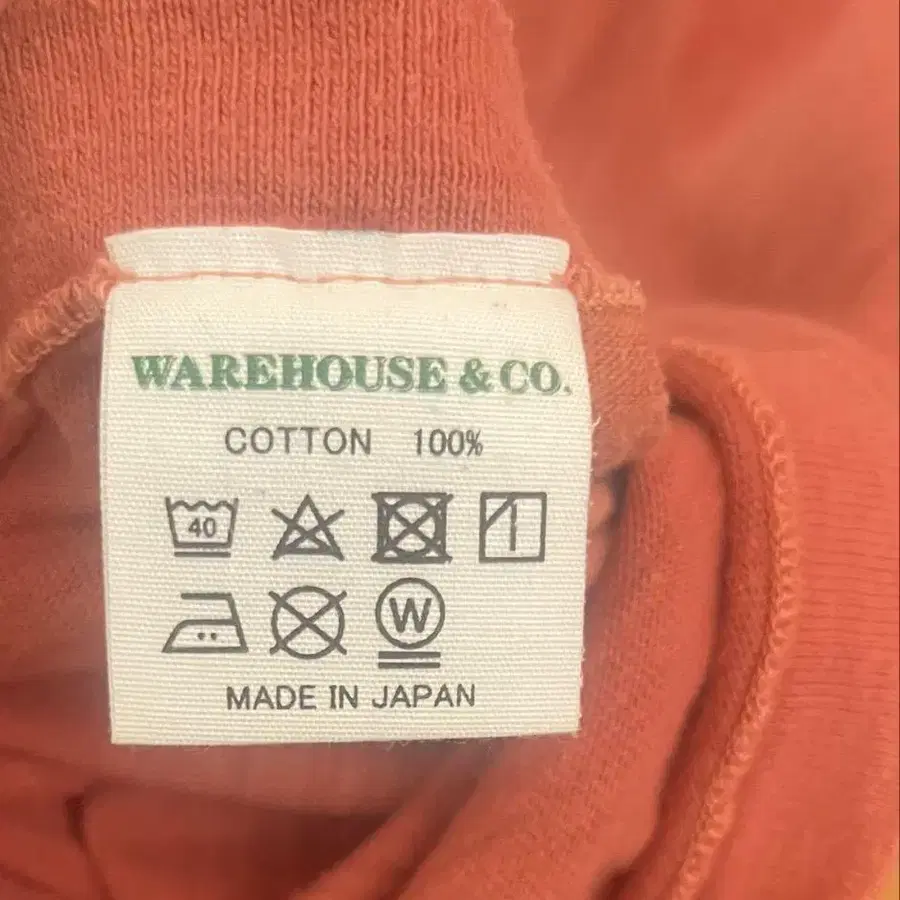 WAREHOUSE & CO.
COTTON 100%
40
W
MADE IN JAPAN